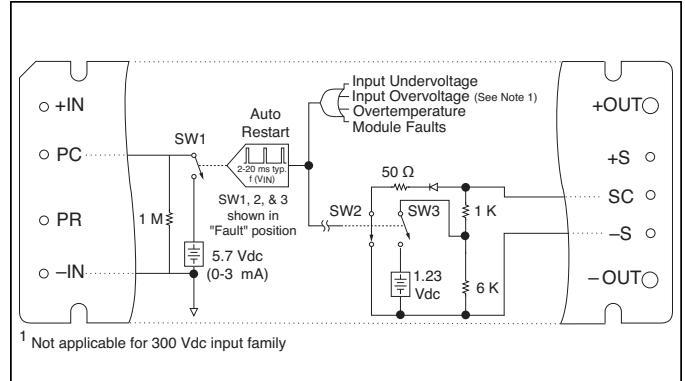 +IN
PC
PR
–IN
SW1
1 M
5.7 Vdc
(0-3 mA)
Auto
Restart
2-20 ms typ.
f (VIN)
SW1, 2, & 3
shown in
"Fault" position
Input Undervoltage
Input Overvoltage (See Note 1)
Overtemperature
Module Faults
50 Ω
SW2
SW3
1 K
1.23
Vdc
6 K
+OUT
+S
SC
–S
–OUT
1 Not applicable for 300 Vdc input family